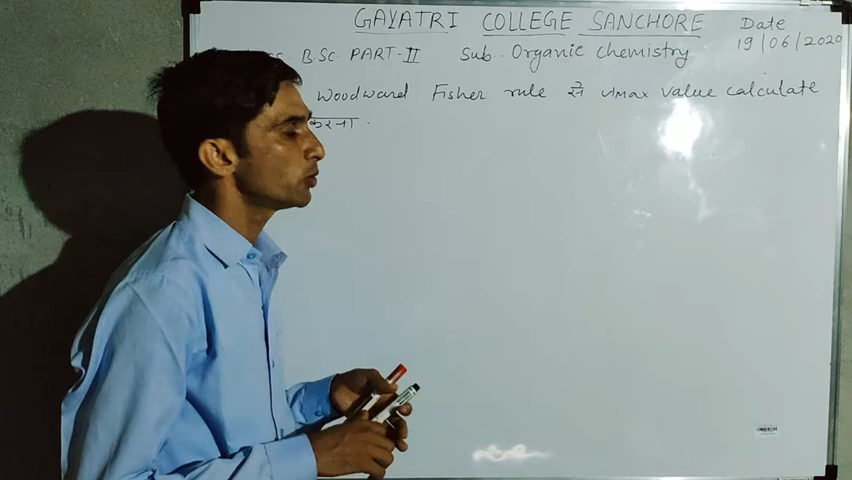 GAYATRI COLLEGE SANCHORE Date
19/06/2020
B.Sc. PART-II Sub. Organic Chemistry
Woodward Fisher rule से λmax value calculate
करना.